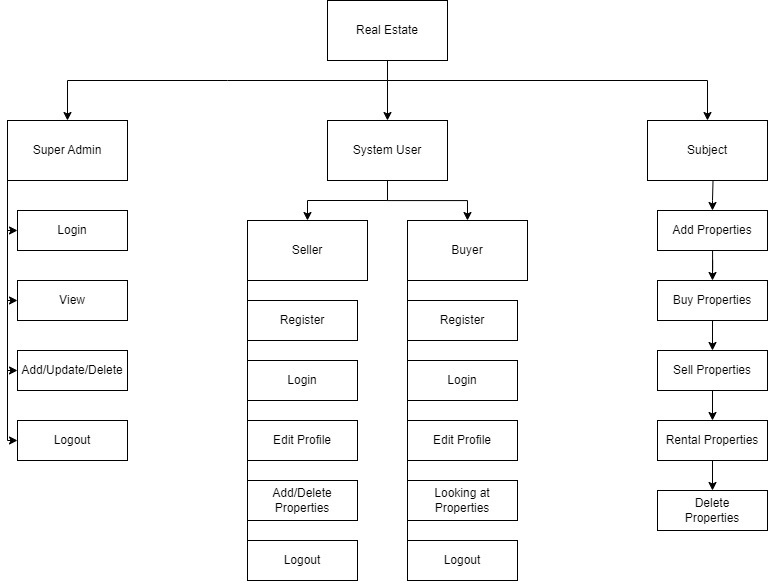 Real Estate
Super Admin
System User
Subject
Login
View
Add/Update/Delete
Logout
Seller
Register
Login
Edit Profile
Add/Delete
Properties
Logout
Buyer
Register
Login
Edit Profile
Looking at
Properties
Logout
Add Properties
Buy Properties
Sell Properties
Rental Properties
Delete
Properties